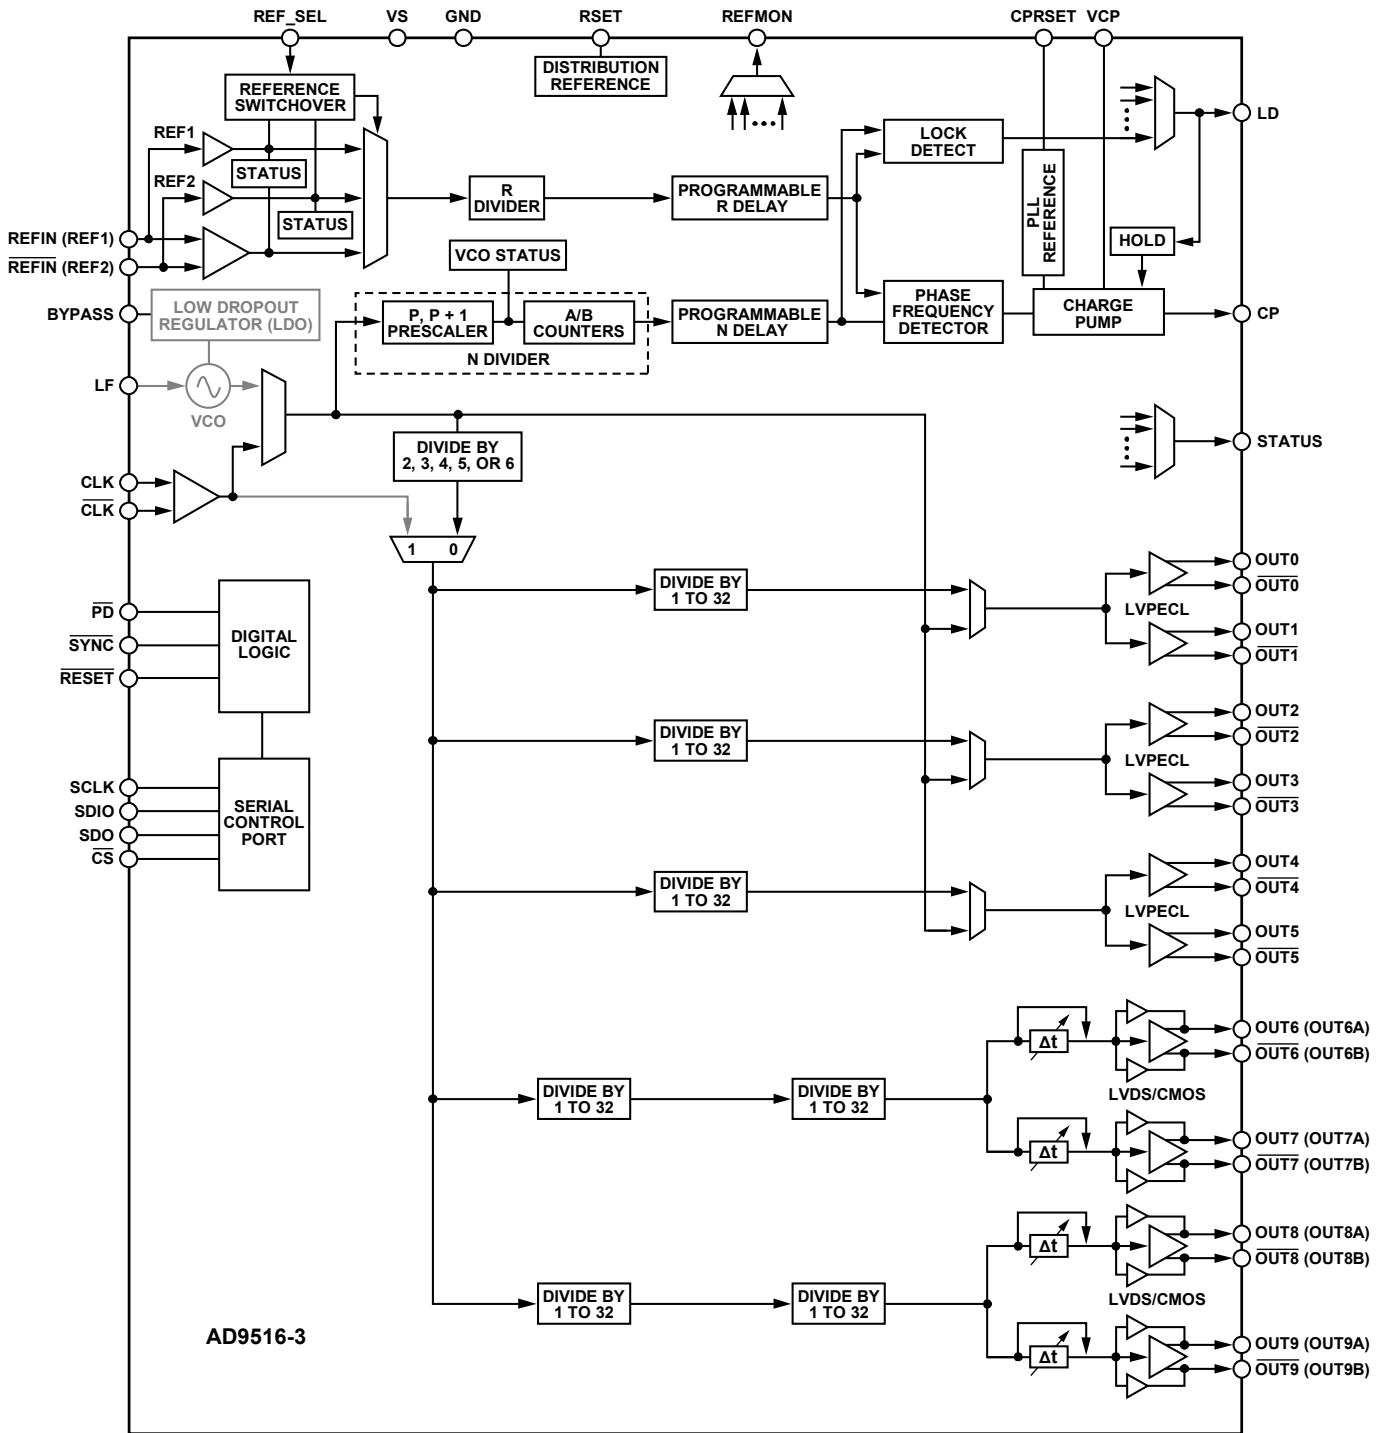 REF_SEL
VS
GND
RSET
REFMON
CPRSET
VCP
DISTRIBUTION
REFERENCE
REFERENCE
SWITCHOVER
REF1
STATUS
REF2
STATUS
REFIN (REF1)
REFIN (REF2)
R
DIVIDER
PROGRAMMABLE
R DELAY
LOCK
DETECT
PLL
REFERENCE
LD
HOLD
VCO STATUS
BYPASS
LOW DROPOUT
REGULATOR (LDO)
P, P + 1
PRESCALER
A/B
COUNTERS
N DIVIDER
PROGRAMMABLE
N DELAY
PHASE
FREQUENCY
DETECTOR
CHARGE
PUMP
CP
LF
VCO
STATUS
DIVIDE BY
2, 3, 4, 5, OR 6
CLK
CLK
1 0
PD
SYNC
RESET
DIGITAL
LOGIC
SCLK
SDIO
SDO
CS
SERIAL
CONTROL
PORT
DIVIDE BY
1 TO 32
LVPECL
OUT0
OUT0
OUT1
OUT1
DIVIDE BY
1 TO 32
LVPECL
OUT2
OUT2
OUT3
OUT3
DIVIDE BY
1 TO 32
LVPECL
OUT4
OUT4
OUT5
OUT5
DIVIDE BY
1 TO 32
DIVIDE BY
1 TO 32
Δt
OUT6 (OUT6A)
OUT6 (OUT6B)
LVDS/CMOS
Δt
OUT7 (OUT7A)
OUT7 (OUT7B)
DIVIDE BY
1 TO 32
DIVIDE BY
1 TO 32
Δt
OUT8 (OUT8A)
OUT8 (OUT8B)
LVDS/CMOS
Δt
OUT9 (OUT9A)
OUT9 (OUT9B)
AD9516-3